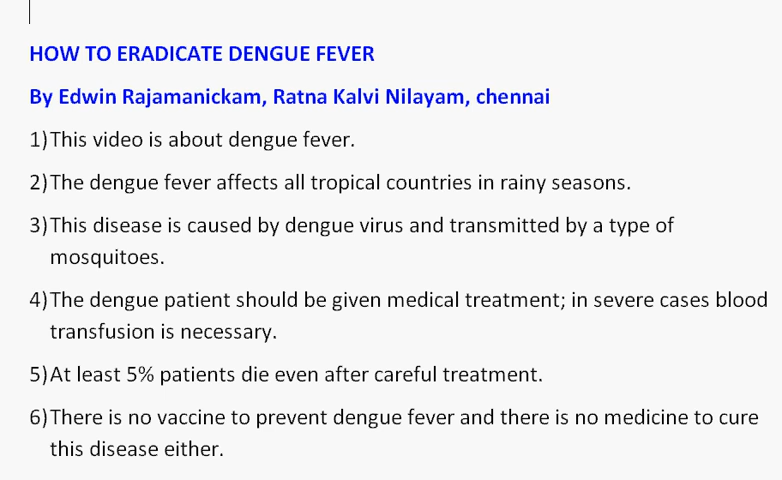 HOW TO ERADICATE DENGUE FEVER
By Edwin Rajamanickam, Ratna Kalvi Nilayam, chennai
1)This video is about dengue fever.
2)The dengue fever affects all tropical countries in rainy seasons.
3)This disease is caused by dengue virus and transmitted by a type of
mosquitoes.
4)The dengue patient should be given medical treatment; in severe cases blood
transfusion is necessary.
5)At least 5% patients die even after careful treatment.
6)There is no vaccine to prevent dengue fever and there is no medicine to cure
this disease either.